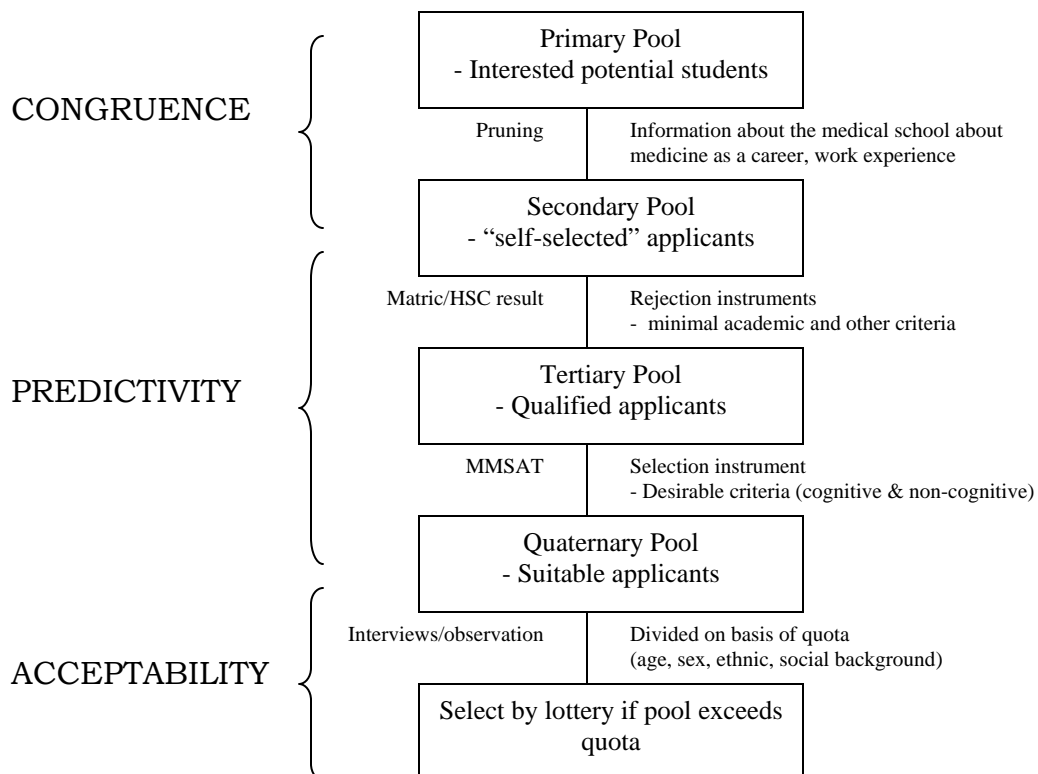 Primary Pool
- Interested potential students
CONGRUENCE
Pruning
Information about the medical school about
medicine as a career, work experience
Secondary Pool
- “self-selected” applicants
Matric/HSC result
Rejection instruments
- minimal academic and other criteria
PREDICTIVITY
Tertiary Pool
- Qualified applicants
MMSAT
Selection instrument
- Desirable criteria (cognitive & non-cognitive)
Quaternary Pool
- Suitable applicants
Interviews/observation
Divided on basis of quota
(age, sex, ethnic, social background)
ACCEPTABILITY
Select by lottery if pool exceeds
quota